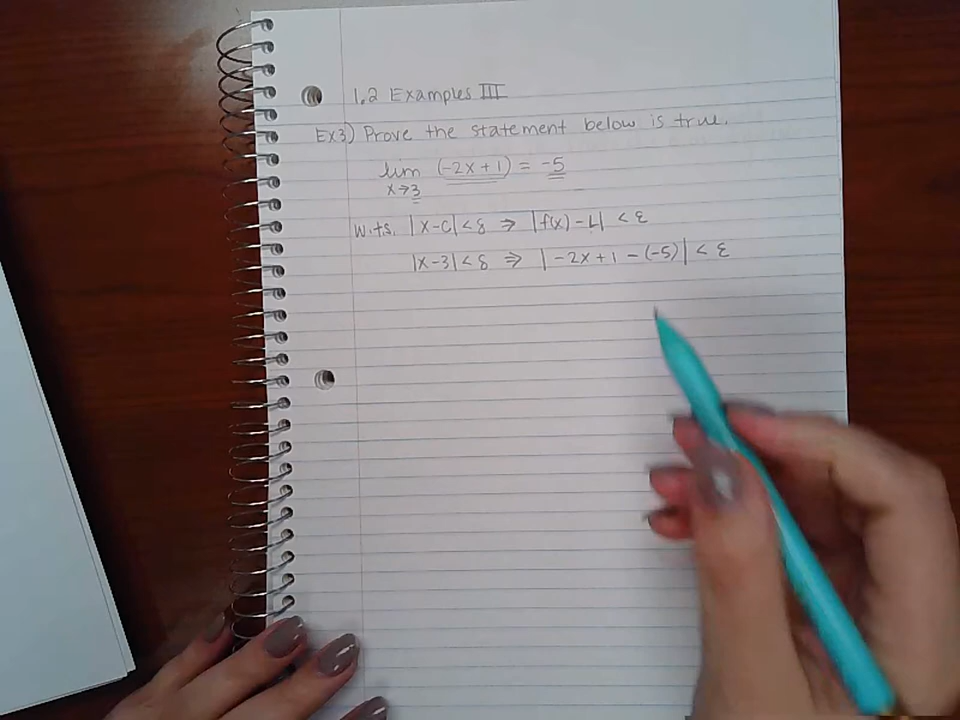 1.2 Examples III
Ex3) Prove the statement below is true.
lim (-2x + 1) = -5
x→3
w.t.s. |x-c| < δ ⇒ |f(x) - L| < ε
|x-3| < δ ⇒ |-2x + 1 - (-5)| < ε